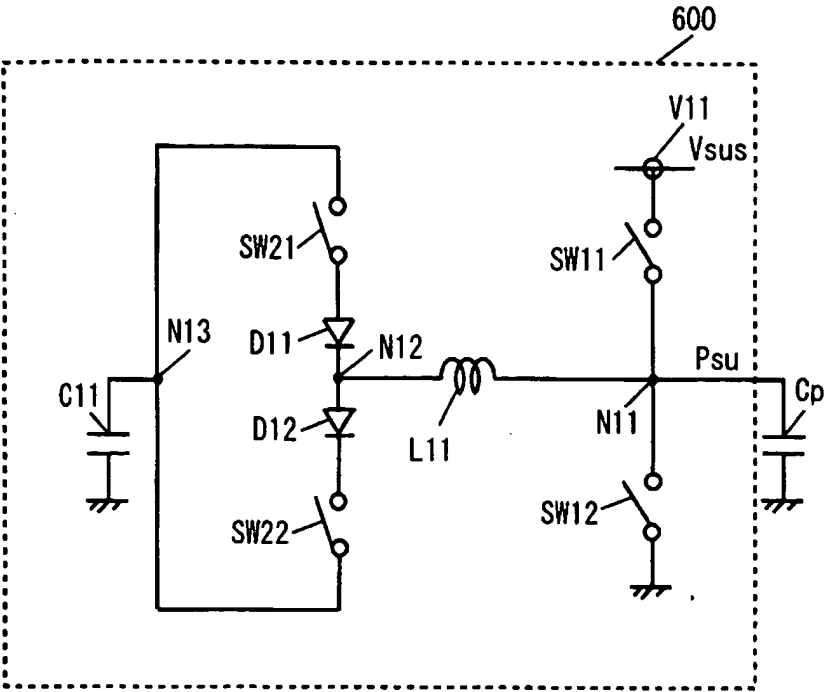 600
V11
Vsus
SW21
SW11
D11
N13
N12
Psu
C11
Cp
D12
L11
N11
SW22
SW12